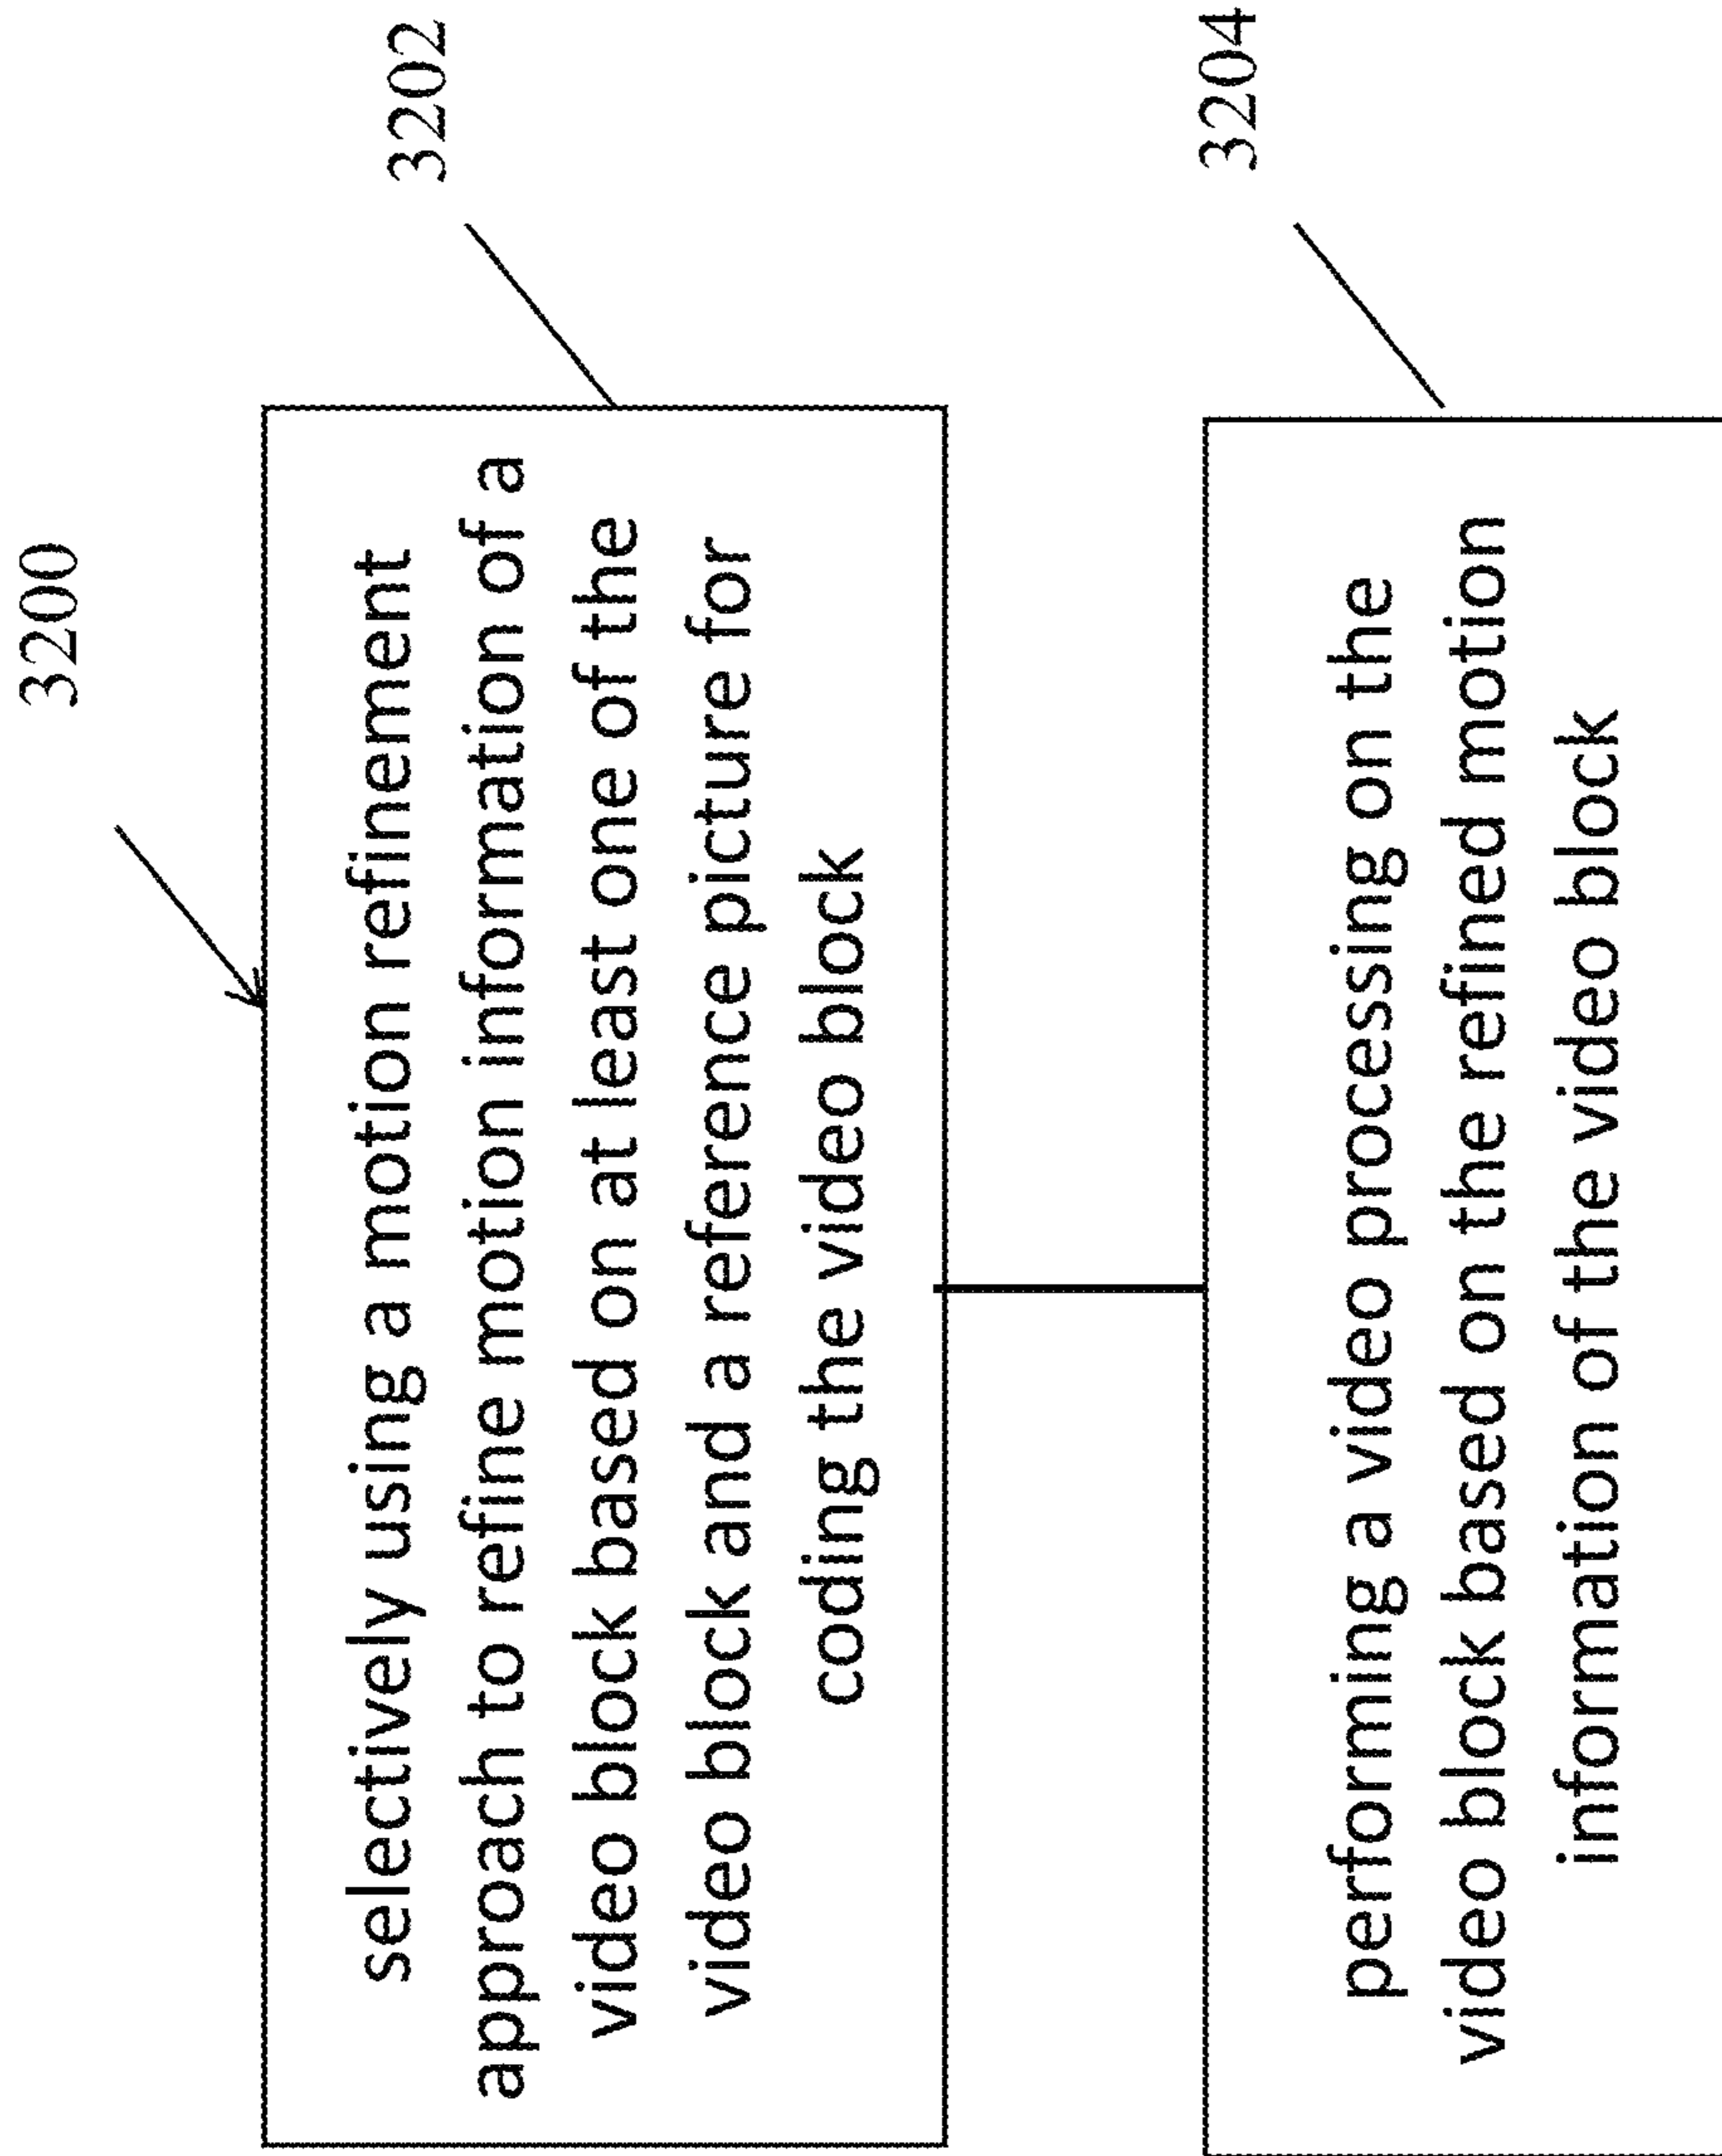 3200
selectively using a motion refinement
approach to refine motion information of a
video block based on at least one of the
video block and a reference picture for
coding the video block
3202
performing a video processing on the
video block based on the refined motion
information of the video block
3204